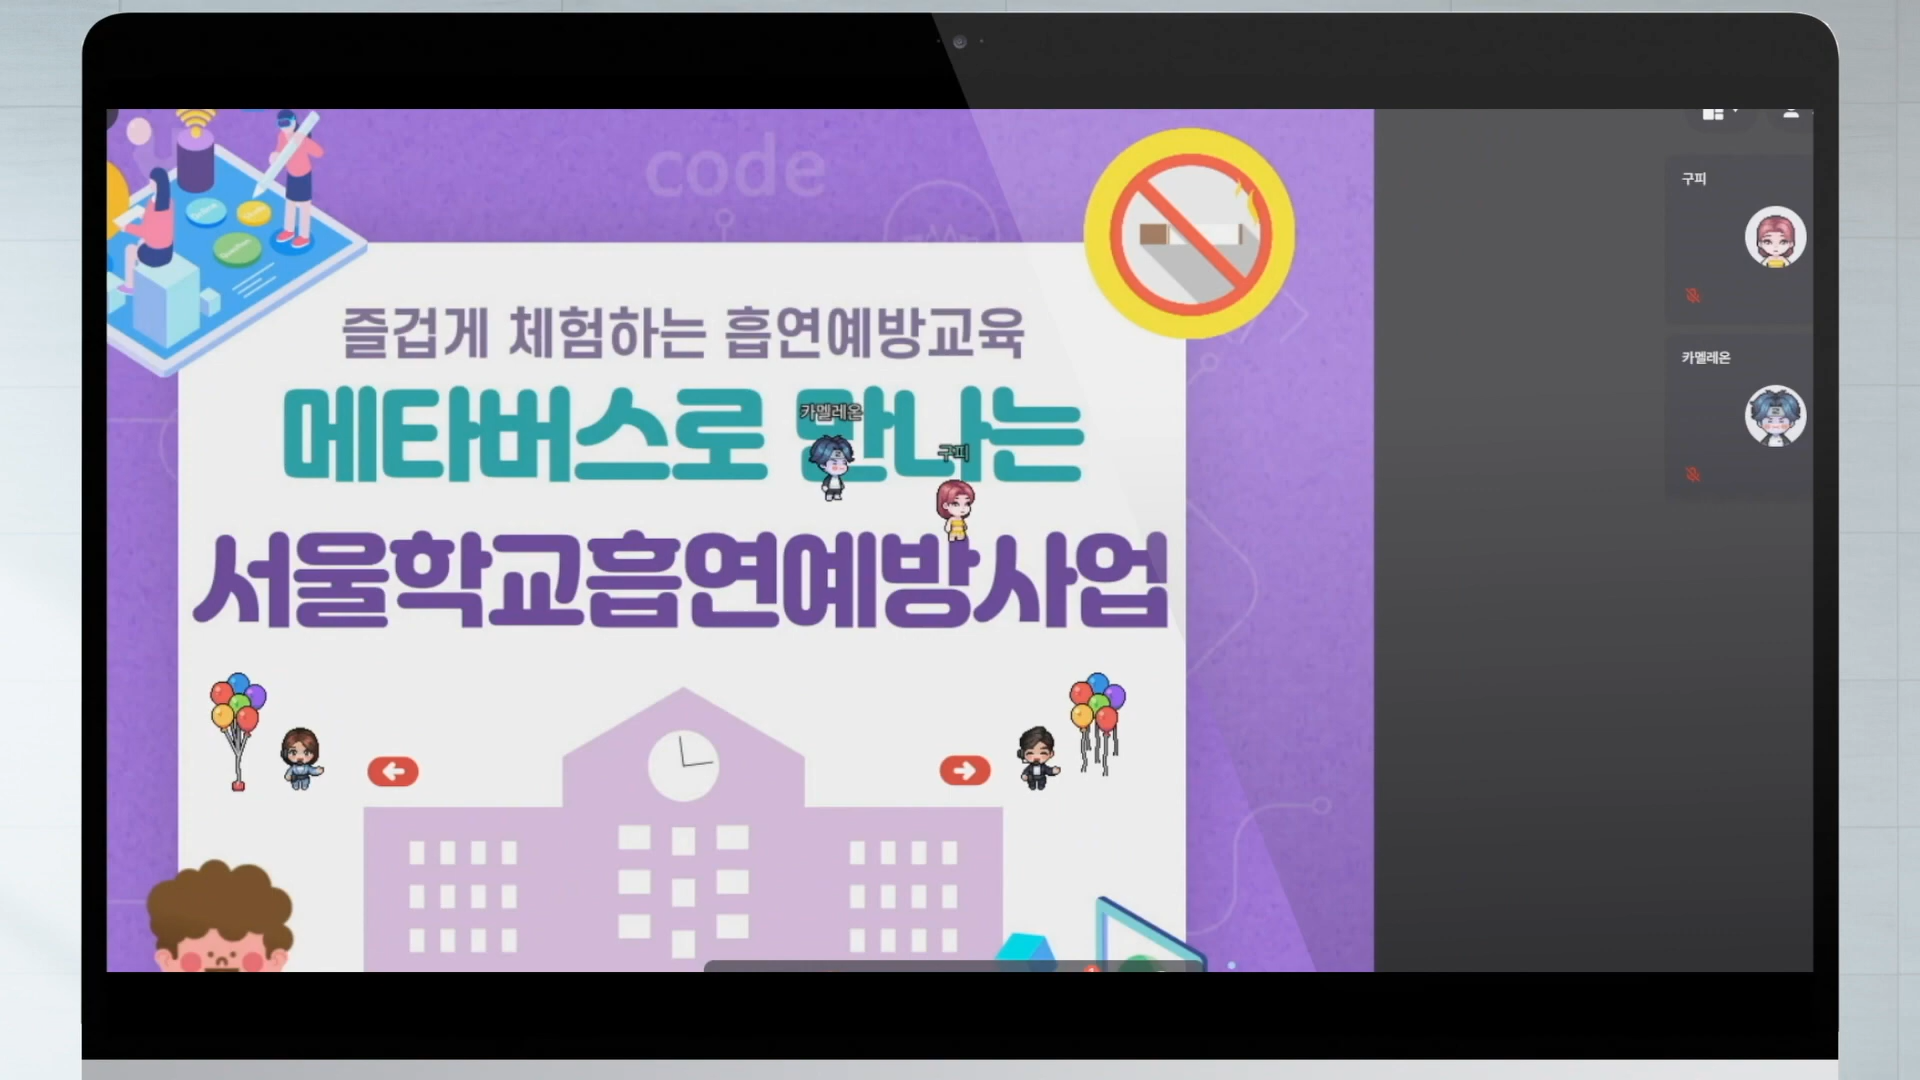 code
구피
즐겁게 체험하는 흡연예방교육
카멜레온
메타버스로 만나는
카멜레온
구피
서울학교흡연예방사업